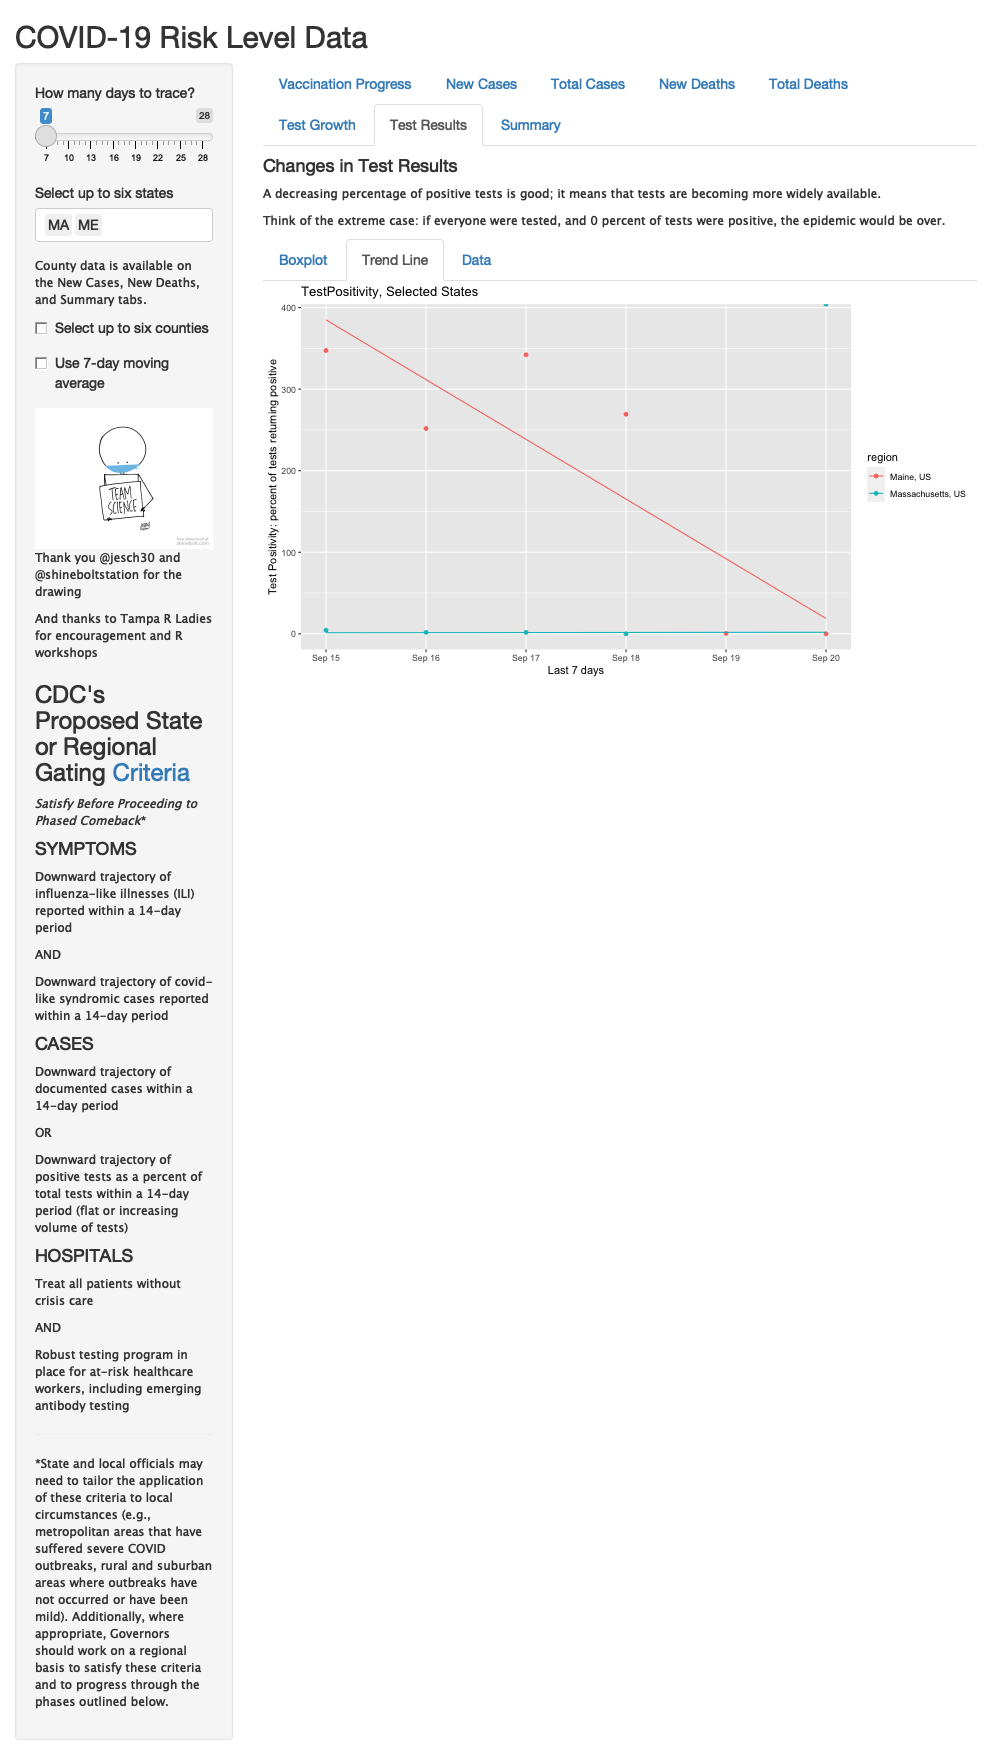 COVID-19 Risk Level Data
How many days to trace?
7
28
7 10 13 16 19 22 25 28
Select up to six states
MA ME
County data is available on
the New Cases, New Deaths,
and Summary tabs.
Select up to six counties
Use 7-day moving
average
TEAM
SCIENCE
free download at
shinebolt.com
Thank you @jesch30 and
@shineboltstation for the
drawing
And thanks to Tampa R Ladies
for encouragement and R
workshops
CDC's
Proposed State
or Regional
Gating Criteria
Satisfy Before Proceeding to
Phased Comeback*
SYMPTOMS
Downward trajectory of
influenza-like illnesses (ILI)
reported within a 14-day
period
AND
Downward trajectory of covid-
like syndromic cases reported
within a 14-day period
CASES
Downward trajectory of
documented cases within a
14-day period
OR
Downward trajectory of
positive tests as a percent of
total tests within a 14-day
period (flat or increasing
volume of tests)
HOSPITALS
Treat all patients without
crisis care
AND
Robust testing program in
place for at-risk healthcare
workers, including emerging
antibody testing
*State and local officials may
need to tailor the application
of these criteria to local
circumstances (e.g.,
metropolitan areas that have
suffered severe COVID
outbreaks, rural and suburban
areas where outbreaks have
not occurred or have been
mild). Additionally, where
appropriate, Governors
should work on a regional
basis to satisfy these criteria
and to progress through the
phases outlined below.
Vaccination Progress New Cases Total Cases New Deaths Total Deaths
Test Growth Test Results Summary
Changes in Test Results
A decreasing percentage of positive tests is good; it means that tests are becoming more widely available.
Think of the extreme case: if everyone were tested, and 0 percent of tests were positive, the epidemic would be over.
Boxplot Trend Line Data
TestPositivity, Selected States
Test Positivity: percent of tests returning positive
400
300
200
100
0
Sep 15 Sep 16 Sep 17 Sep 18 Sep 19 Sep 20
Last 7 days
region
Maine, US
Massachusetts, US